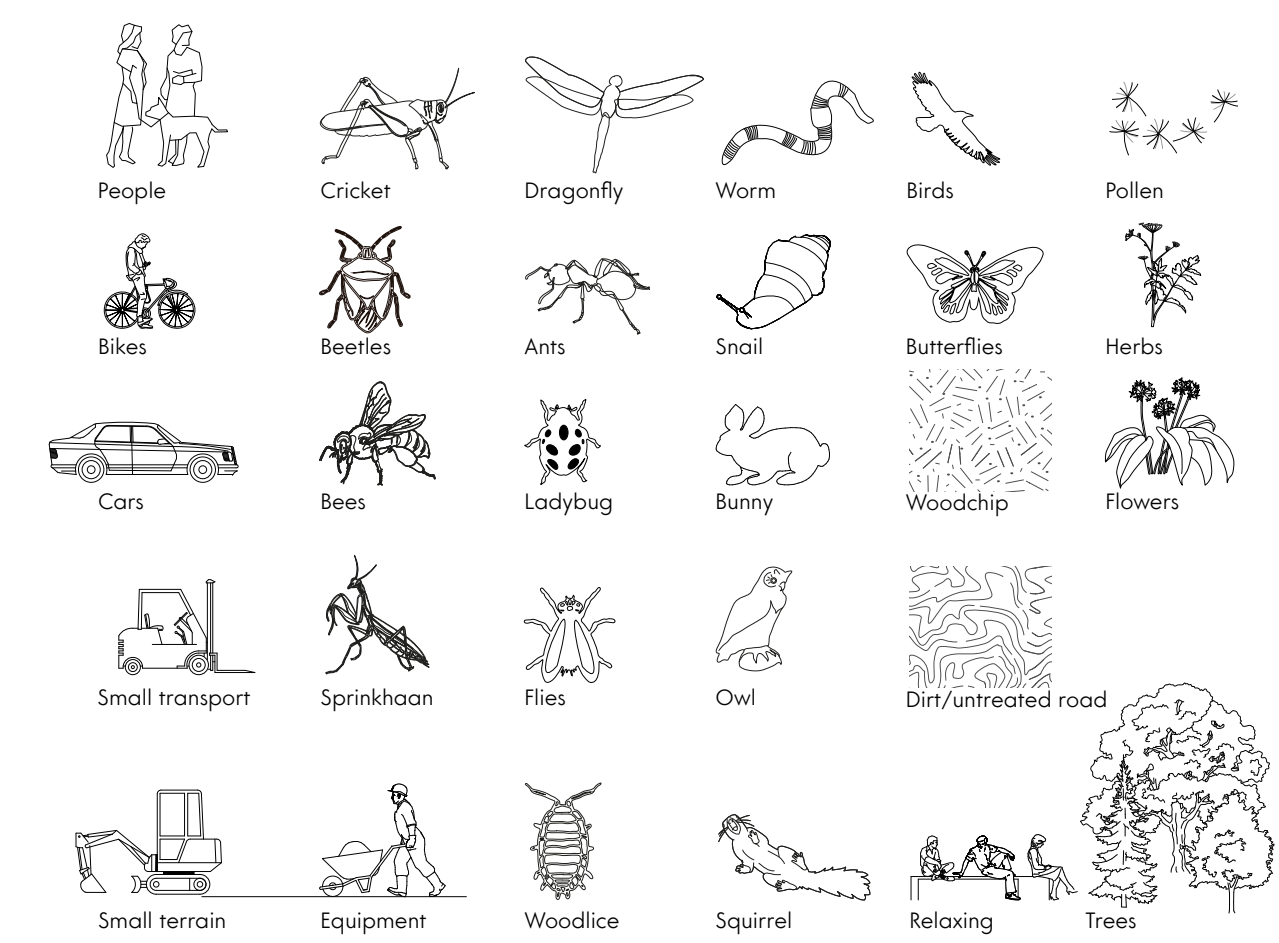 People
Cricket
Dragonfly
Worm
Birds
Pollen
Bikes
Beetles
Ants
Snail
Butterflies
Herbs
Cars
Bees
Ladybug
Bunny
Woodchip
Flowers
Small transport
Sprinkhaan
Flies
Owl
Dirt/untreated road
Small terrain
Equipment
Woodlice
Squirrel
Relaxing
Trees